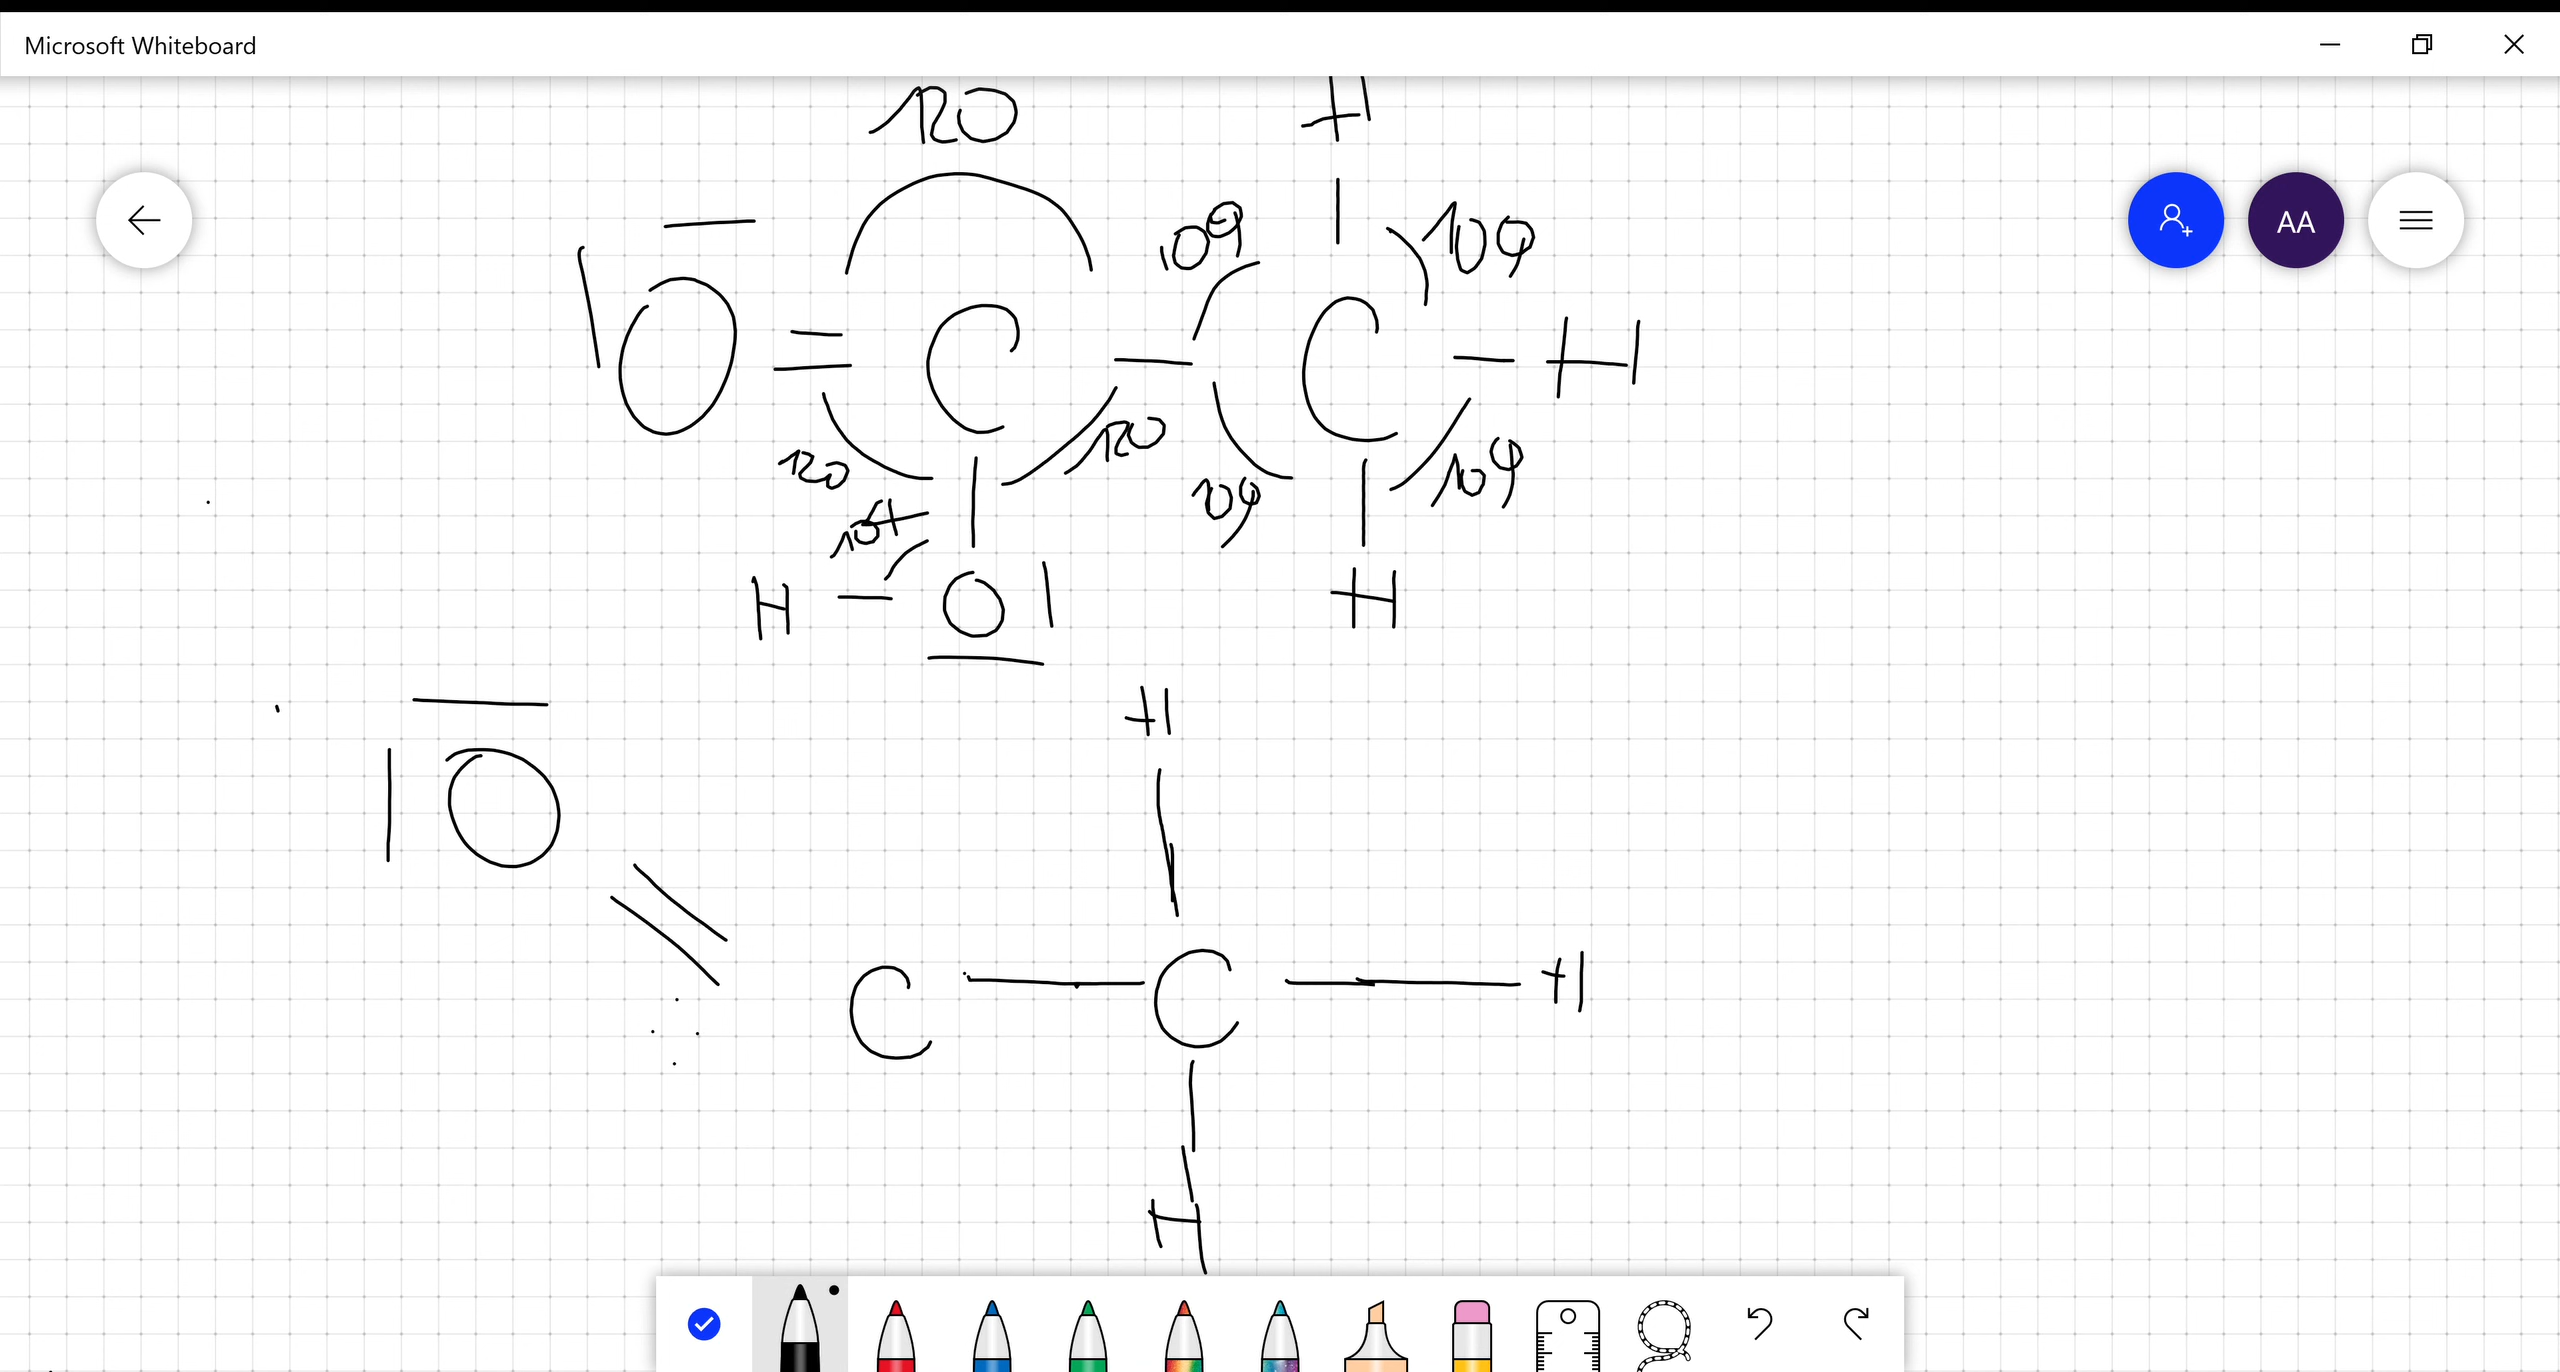 Microsoft Whiteboard
120 H
109 109
AA
O = C - C - H
120 120 109 109
104
H - O H
H
O
C C H
H